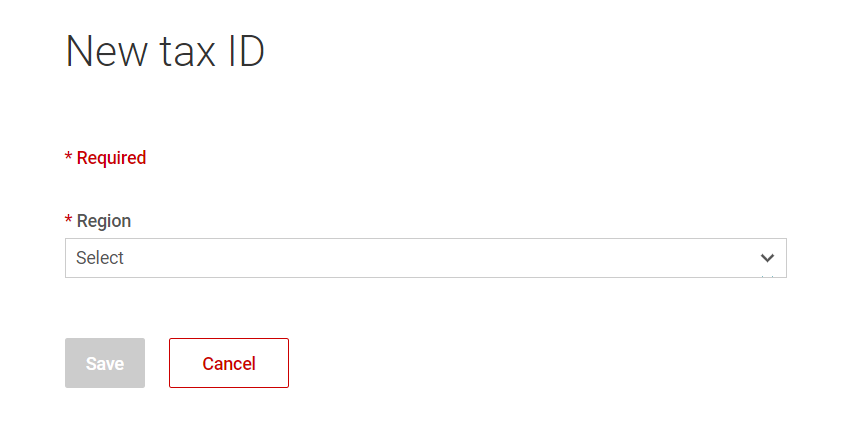 New tax ID
* Required
* Region
Select
Save Cancel